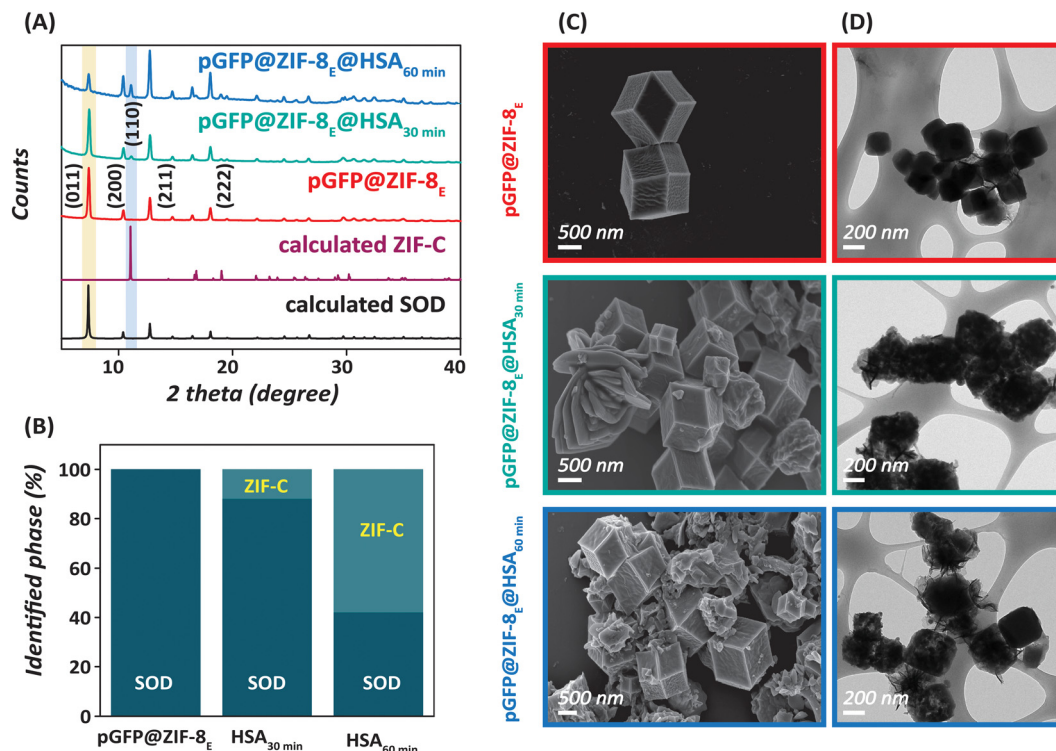 (A)
pGFP@ZIF-8E@HSA60 min
(110)
pGFP@ZIF-8E@HSA30 min
(011)
(200)
(211)
(222)
pGFP@ZIF-8E
calculated ZIF-C
calculated SOD
Counts
10
20
30
40
2 theta (degree)
(B)
Identified phase (%)
100
80
60
40
20
0
ZIF-C
ZIF-C
SOD
SOD
SOD
pGFP@ZIF-8E
HSA30 min
HSA60 min
(C)
(D)
pGFP@ZIF-8E
500 nm
200 nm
pGFP@ZIF-8E@HSA30 min
500 nm
200 nm
pGFP@ZIF-8E@HSA60 min
500 nm
200 nm